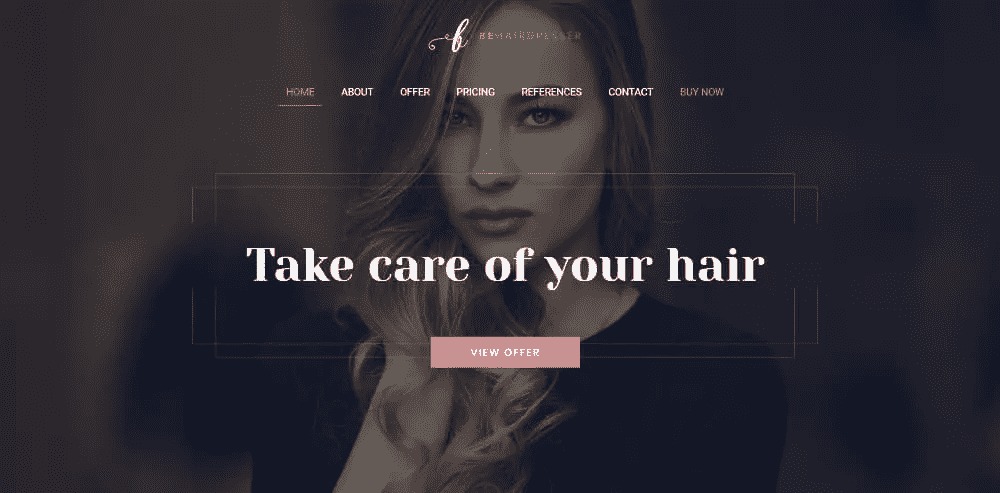 BEHAIRDRESSER
HOME ABOUT OFFER PRICING REFERENCES CONTACT BUY NOW
Take care of your hair
VIEW OFFER